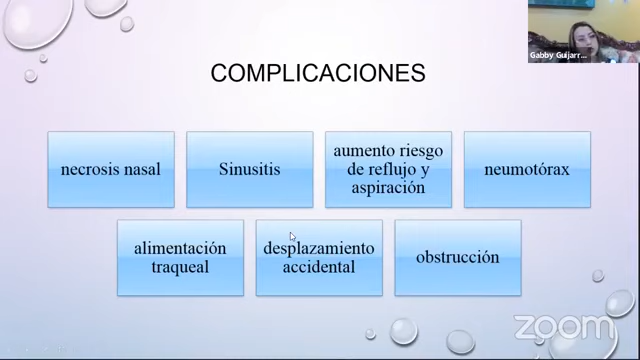 Gabby Guijarr...
COMPLICACIONES
necrosis nasal
Sinusitis
aumento riesgo
de reflujo y
aspiración
neumotórax
alimentación
traqueal
desplazamiento
accidental
obstrucción
zoom